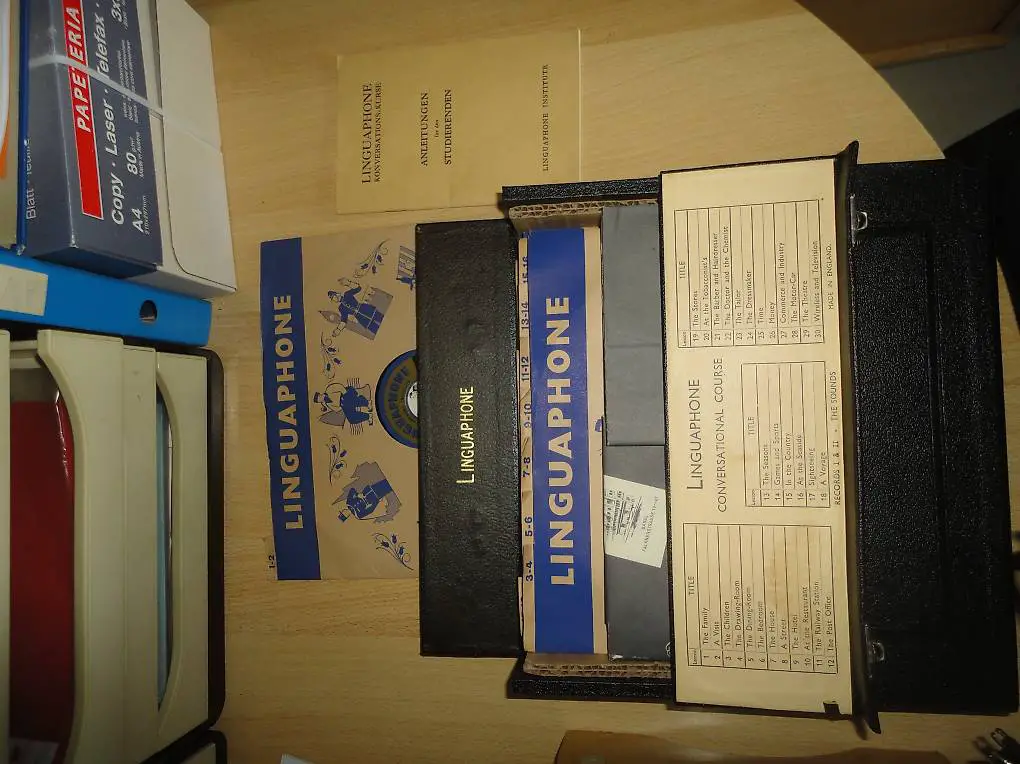 PAPETERIA
Copy · Laser · Telefax ·
A4
80
Blatt
LINGUAPHONE
KONVERSATIONS-KURSE
ANLEITUNGEN
für den
STUDIERENDEN
LINGUAPHONE INSTITUTE
LINGUAPHONE
1-2
LINGUAPHONE
LINGUAPHONE
3-4
5-6
7-8
9-10
11-12
13-14
15-16
LINGUAPHONE
BASEL
LINGUAPHONE
CONVERSATIONAL COURSE
Lesson TITLE
1 The Family
2 A Visit
3 The Children
4 The Drawing-Room
5 The Dining-Room
6 The Bedroom
7 The House
8 A Street
9 The Hotel
10 At the Restaurant
11 The Railway Station
12 The Post Office
Lesson TITLE
13 The Seasons
14 Games and Sports
15 In the Country
16 At the Seaside
17 Sightseeing
18 A Voyage
RECORDS I & II - THE SOUNDS
Lesson TITLE
19 The Stores
20 At the Tobacconist's
21 The Barber and Hairdresser
22 The Doctor and the Chemist
23 The Tailor
24 The Dressmaker
25 Time
26 Money
27 Commerce and Industry
28 The Motor-Car
29 The Theatre
30 Wireless and Television
MADE IN ENGLAND.